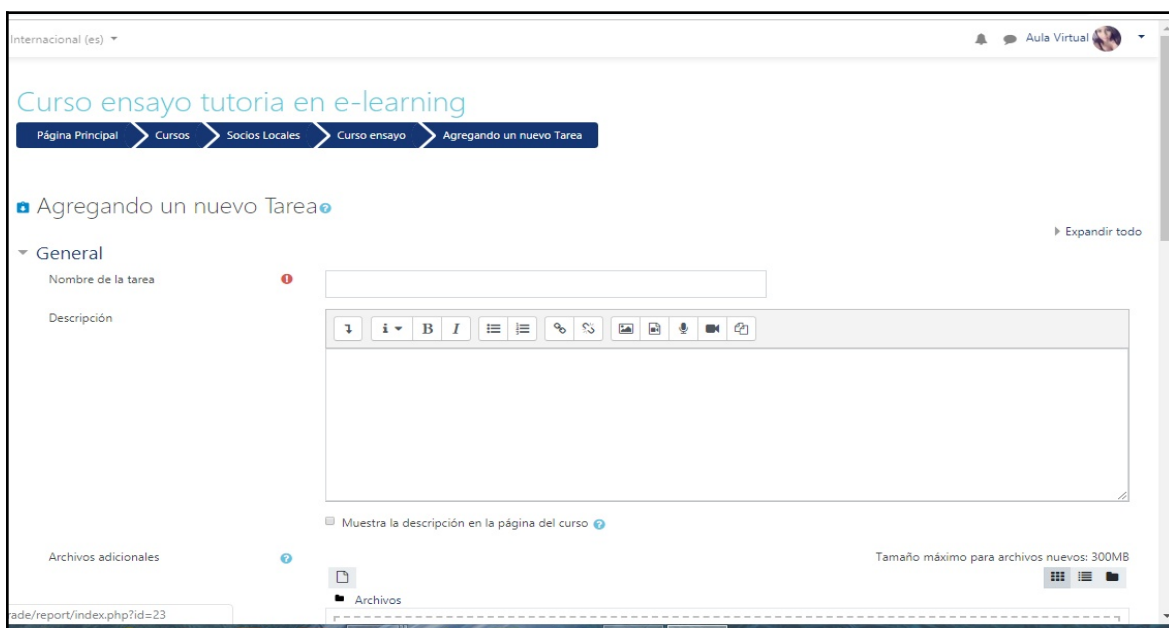 Internacional (es)
Aula Virtual
Curso ensayo tutoria en e-learning
Página Principal Cursos Socios Locales Curso ensayo Agregando un nuevo Tarea
Agregando un nuevo Tarea
Expandir todo
General
Nombre de la tarea
Descripción
B I
Muestra la descripción en la página del curso
Archivos adicionales
Tamaño máximo para archivos nuevos: 300MB
Archivos
rade/report/index.php?id=23